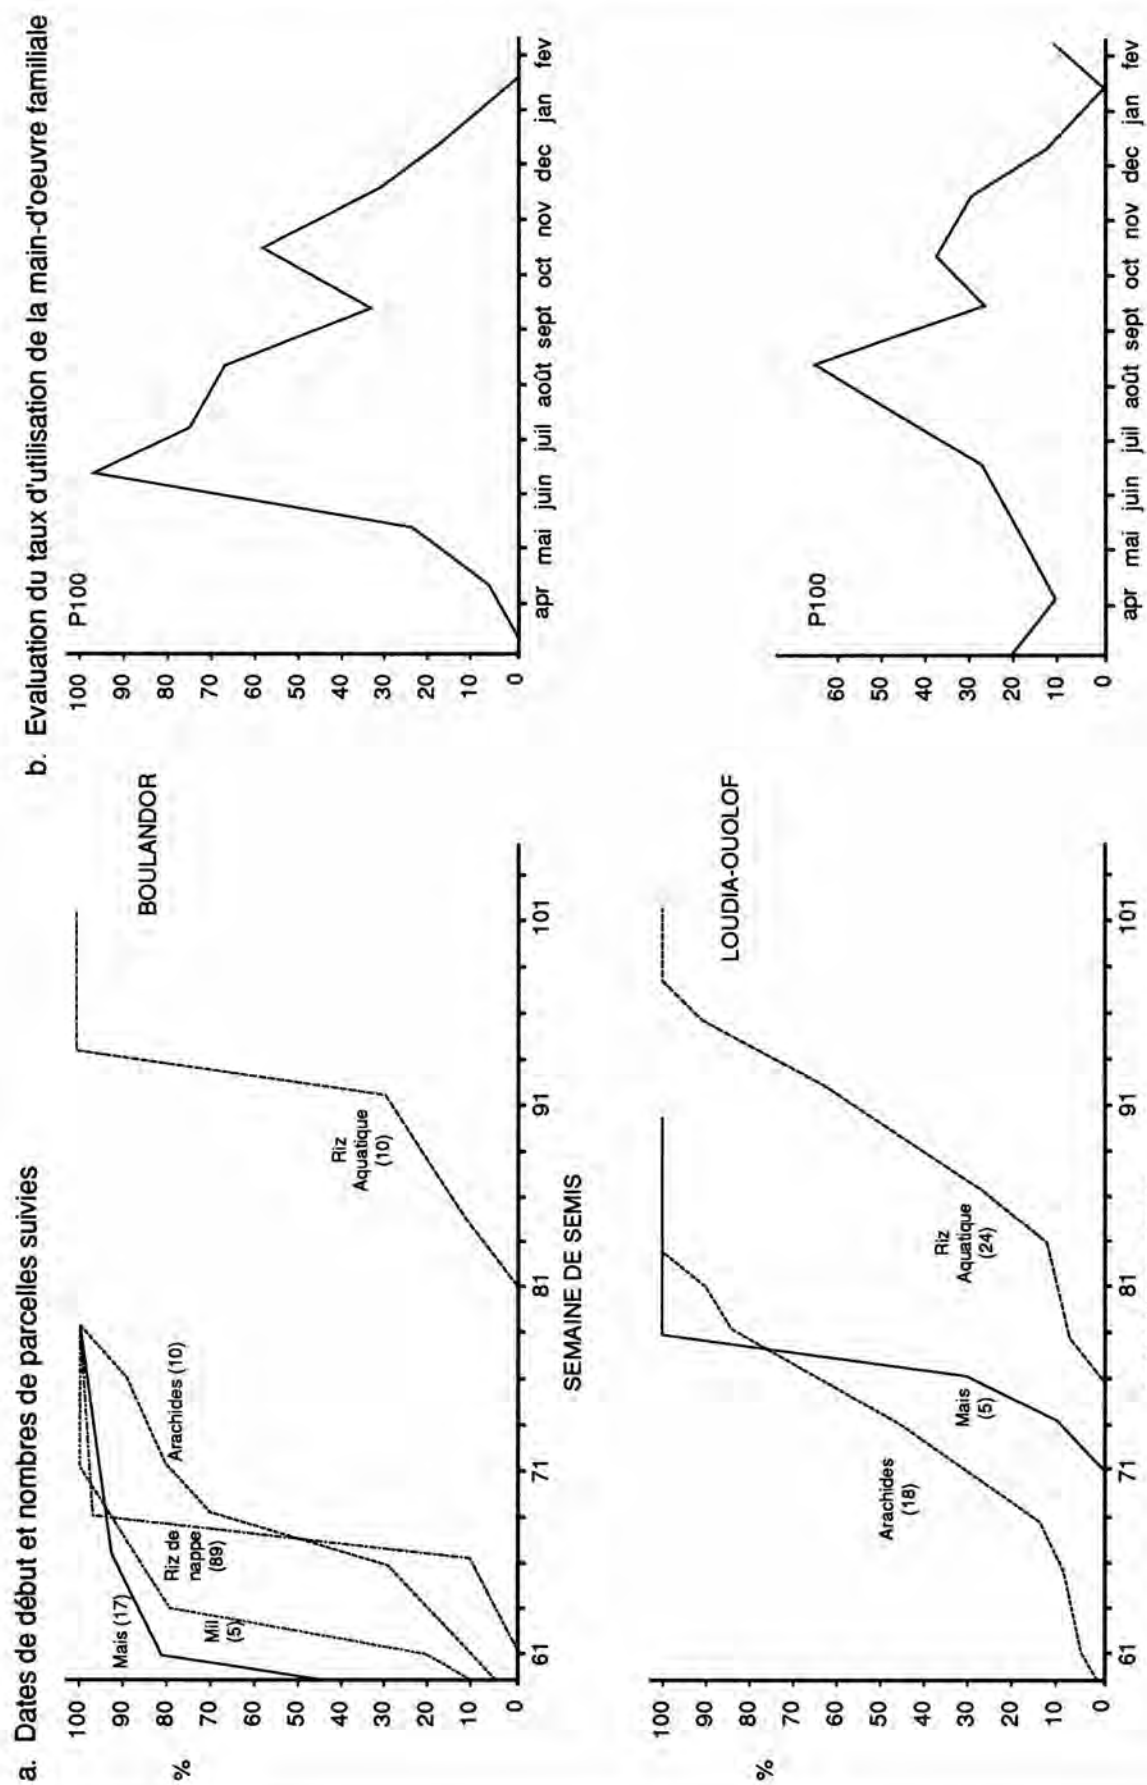 a. Dates de début et nombres de parcelles suivies
%
100
90
80
70
60
50
40
30
20
10
0
Mais (17)
Mil
(5)
Riz de
nappe
(89)
Arachides (10)
Riz
Aquatique
(10)
BOULANDOR
61
71
81
91
101
SEMAINE DE SEMIS
%
100
90
80
70
60
50
40
30
20
10
0
Arachides
(18)
Mais
(5)
Riz
Aquatique
(24)
LOUDIA-OUOLOF
61
71
81
91
101
b. Evaluation du taux d'utilisation de la main-d'oeuvre familiale
P100
100
90
80
70
60
50
40
30
20
10
0
apr mai juin juil août sept oct nov dec jan fev
P100
60
50
40
30
20
10
0
apr mai juin juil août sept oct nov dec jan fev